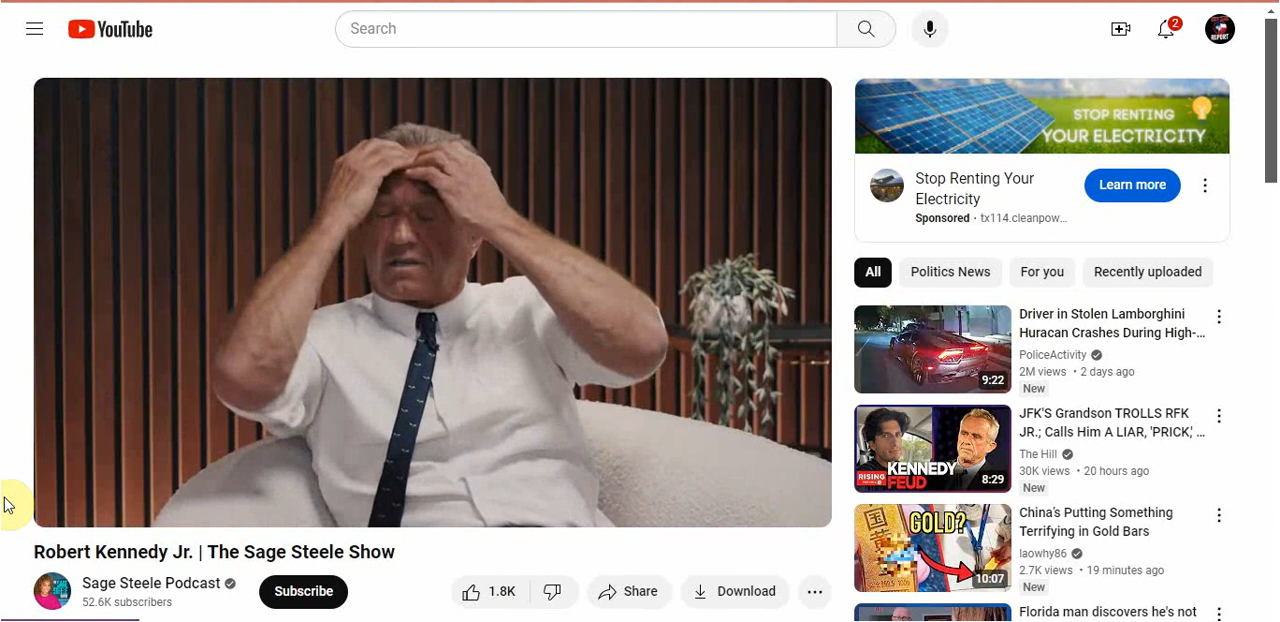 YouTube
Search
2
REPORT
STOP RENTING
YOUR ELECTRICITY
Stop Renting Your
Electricity
Sponsored · tx114.cleanpow...
Learn more
All
Politics News
For you
Recently uploaded
Driver in Stolen Lamborghini
Huracan Crashes During High-...
PoliceActivity
2M views • 2 days ago
New
9:22
JFK'S Grandson TROLLS RFK
JR.; Calls Him A LIAR, 'PRICK,' ...
The Hill
30K views • 20 hours ago
New
RISING
KENNEDY
FEUD
8:29
China's Putting Something
Terrifying in Gold Bars
laowhy86
2.7K views • 19 minutes ago
New
GOLD?
10:07
Florida man discovers he's not
Robert Kennedy Jr. | The Sage Steele Show
Sage Steele Podcast
52.6K subscribers
Subscribe
1.8K
Share
Download